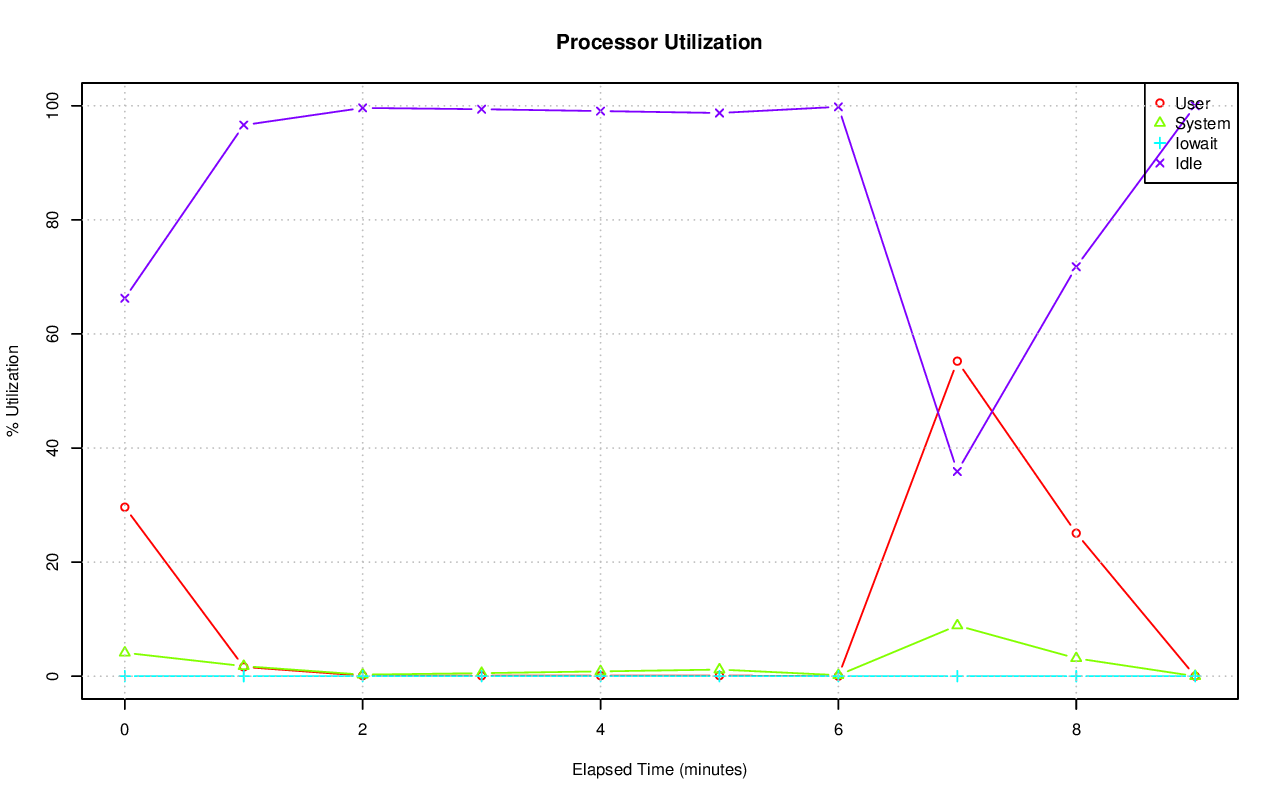 Processor Utilization
% Utilization
100
80
60
40
20
0
User
System
Iowait
Idle
0 2 4 6 8
Elapsed Time (minutes)